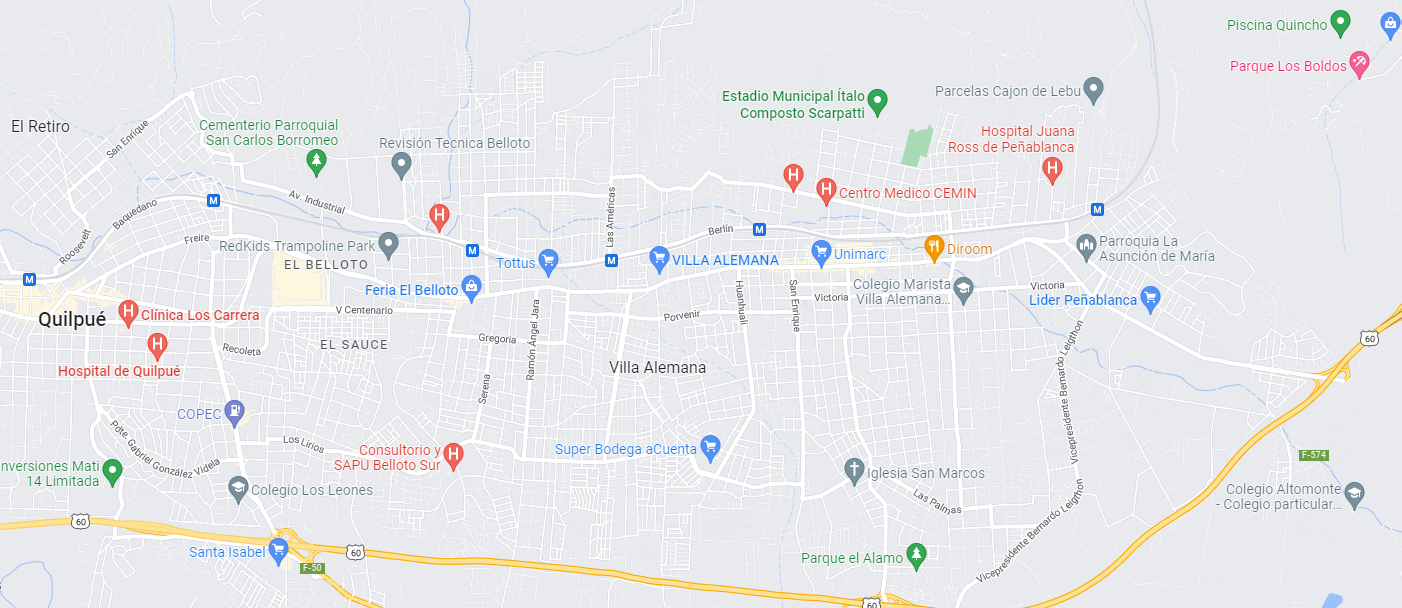 Piscina Quincho
Parque Los Boldos
Estadio Municipal Ítalo
Composto Scarpatti
Parcelas Cajon de Lebu
El Retiro
San Enrique
Cementerio Parroquial
San Carlos Borromeo
Revisión Tecnica Belloto
Hospital Juana
Ross de Peñablanca
H
H
H
Centro Medico CEMIN
Av. Industrial
M
Baquedano
Las Américas
H
M
Roosevelt
Freire
RedKids Trampoline Park
EL BELLOTO
M
Berlín
M
Tottus
M
VILLA ALEMANA
Unimarc
Diroom
Parroquia La
Asunción de María
M
Feria El Belloto
Colegio Marista
Villa Alemana...
Victoria
Victoria
Lider Peñablanca
Quilpué
H
Clínica Los Carrera
V Centenario
Ramón Ángel Jara
Porvenir
Huanhualí
San Enrique
60
H
Hospital de Quilpué
Recoleta
EL SAUCE
Gregoria
Serena
Villa Alemana
Vicepresidente Bernardo Leigthon
COPEC
Pdte Gabriel González Videla
Los Lirios
Consultorio y
SAPU Belloto Sur
H
Super Bodega aCuenta
F-574
nversiones Mati
14 Limitada
Colegio Los Leones
Iglesia San Marcos
Las Palmas
Colegio Altomonte
- Colegio particular...
60
Santa Isabel
60
F-50
Parque el Alamo
Vicepresidente Bernardo Leigthon
60